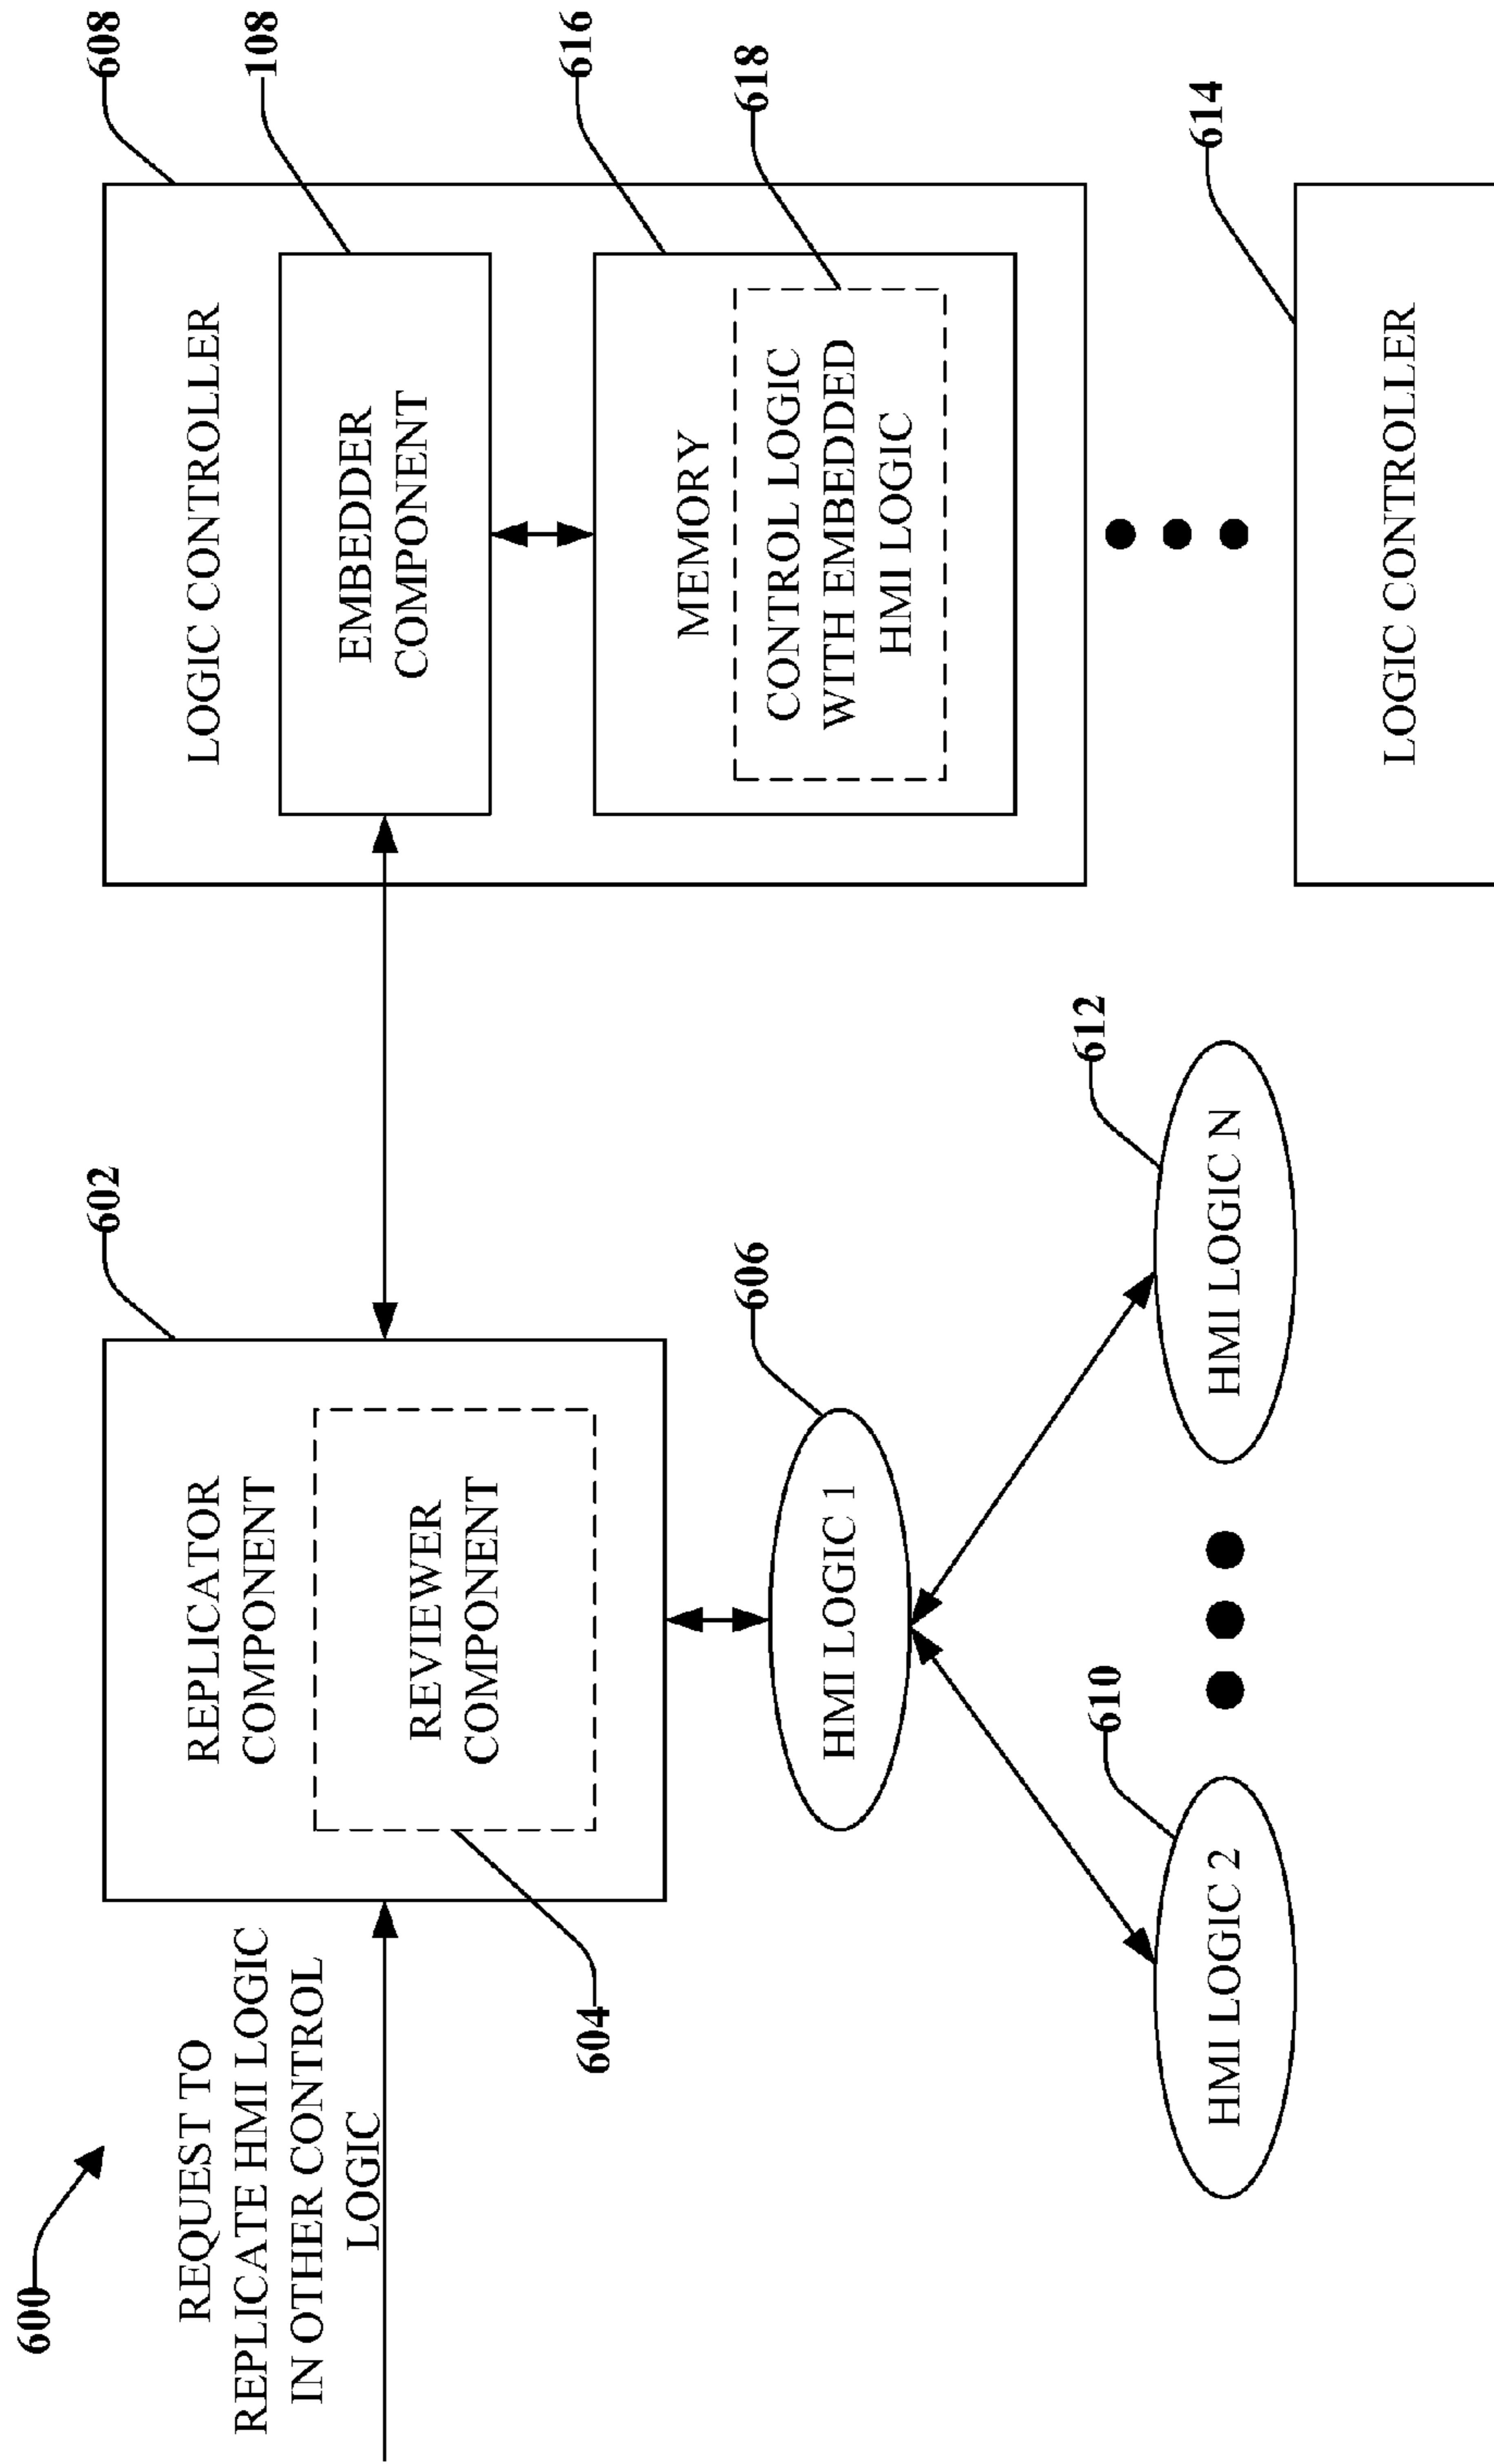 600
REQUEST TO
REPLICATE HMI LOGIC
IN OTHER CONTROL
LOGIC
602
REPLICATOR
COMPONENT
REVIEWER
COMPONENT
604
606
HMI LOGIC 1
610
HMI LOGIC 2
612
HMI LOGIC N
608
LOGIC CONTROLLER
108
EMBEDDER
COMPONENT
616
MEMORY
618
CONTROL LOGIC
WITH EMBEDDED
HMI LOGIC
614
LOGIC CONTROLLER